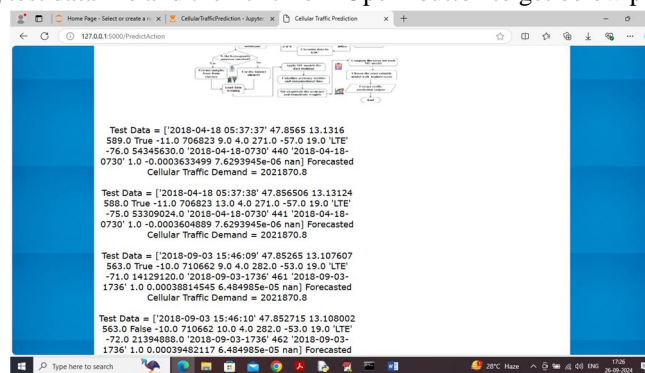 Home Page - Select or create a n
CellularTrafficPrediction - Jupyter
Cellular Traffic Prediction
127.0.0.1:5000/PredictAction
Test Data = ['2018-04-18 05:37:37' 47.8565 13.1316
589.0 True -11.0 706823 9.0 4.0 271.0 -57.0 19.0 'LTE'
-76.0 54345630.0 '2018-04-18-0730' 440 '2018-04-18-
0730' 1.0 -0.0003633499 7.6293945e-06 nan] Forecasted
Cellular Traffic Demand = 2021870.8
Test Data = ['2018-04-18 05:37:38' 47.856506 13.13124
588.0 True -11.0 706823 13.0 4.0 271.0 -57.0 19.0 'LTE'
-75.0 53309024.0 '2018-04-18-0730' 441 '2018-04-18-
0730' 1.0 -0.0003604889 7.6293945e-06 nan] Forecasted
Cellular Traffic Demand = 2021870.8
Test Data = ['2018-09-03 15:46:09' 47.85265 13.107607
563.0 True -10.0 710662 9.0 4.0 282.0 -53.0 19.0 'LTE'
-71.0 14129120.0 '2018-09-03-1736' 461 '2018-09-03-
1736' 1.0 0.00038814545 6.484985e-05 nan] Forecasted
Cellular Traffic Demand = 2021870.8
Test Data = ['2018-09-03 15:46:10' 47.852715 13.108002
563.0 False -10.0 710662 10.0 4.0 282.0 -53.0 19.0 'LTE'
-72.0 21394888.0 '2018-09-03-1736' 462 '2018-09-03-
1736' 1.0 0.00039482117 6.484985e-05 nan] Forecasted
Type here to search
28°C Haze
ENG
17:26
26-09-2024